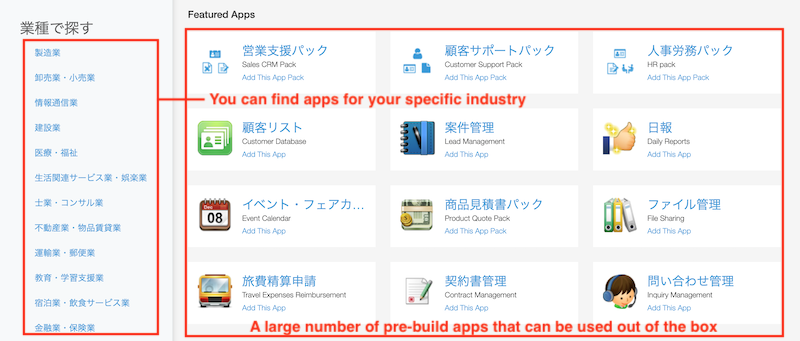 業種で探す
製造業
卸売業・小売業
情報通信業
建設業
医療・福祉
生活関連サービス業・娯楽業
士業・コンサル業
不動産業・物品賃貸業
運輸業・郵便業
教育・学習支援業
宿泊業・飲食サービス業
金融業・保険業
Featured Apps
営業支援パック
Sales CRM Pack
Add This App Pack
顧客サポートパック
Customer Support Pack
Add This App Pack
人事労務パック
HR pack
Add This App Pack
You can find apps for your specific industry
顧客リスト
Customer Database
Add This App
案件管理
Lead Management
Add This App
日報
Daily Reports
Add This App
Dec
08
イベント・フェアカ...
Event Calendar
Add This App
商品見積書パック
Product Quote Pack
Add This App Pack
ファイル管理
File Sharing
Add This App
旅費精算申請
Travel Expenses Reimbursement
Add This App
契約書管理
Contract Management
Add This App
問い合わせ管理
Inquiry Management
Add This App
A large number of pre-build apps that can be used out of the box